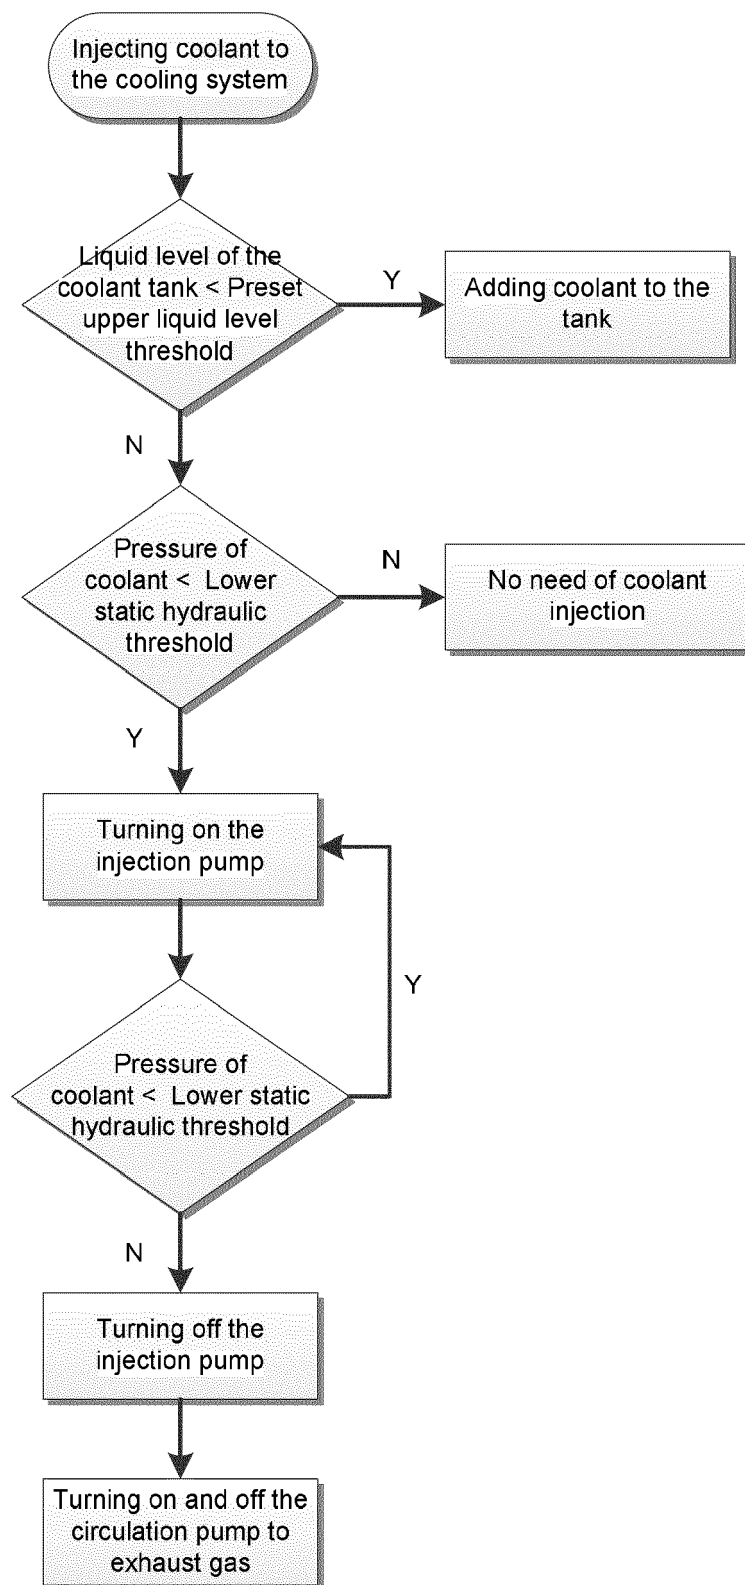 Injecting coolant to
the cooling system
Liquid level of the
coolant tank < Preset
upper liquid level
threshold
Y
Adding coolant to the
tank
N
Pressure of
coolant < Lower
static hydraulic
threshold
N
No need of coolant
injection
Y
Turning on the
injection pump
Y
Pressure of
coolant < Lower static
hydraulic threshold
N
Turning off the
injection pump
Turning on and off the
circulation pump to
exhaust gas